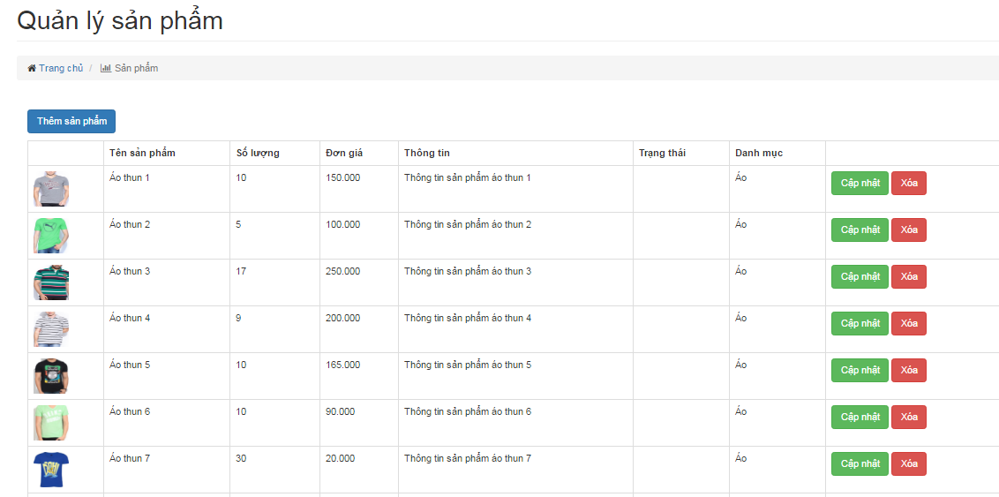 Quản lý sản phẩm
Trang chủ / Sản phẩm
Thêm sản phẩm
Tên sản phẩm Số lượng Đơn giá Thông tin Trạng thái Danh mục
Áo thun 1 10 150.000 Thông tin sản phẩm áo thun 1 Áo Cập nhật Xóa
Áo thun 2 5 100.000 Thông tin sản phẩm áo thun 2 Áo Cập nhật Xóa
Áo thun 3 17 250.000 Thông tin sản phẩm áo thun 3 Áo Cập nhật Xóa
Áo thun 4 9 200.000 Thông tin sản phẩm áo thun 4 Áo Cập nhật Xóa
Áo thun 5 10 165.000 Thông tin sản phẩm áo thun 5 Áo Cập nhật Xóa
Áo thun 6 10 90.000 Thông tin sản phẩm áo thun 6 Áo Cập nhật Xóa
Áo thun 7 30 20.000 Thông tin sản phẩm áo thun 7 Áo Cập nhật Xóa